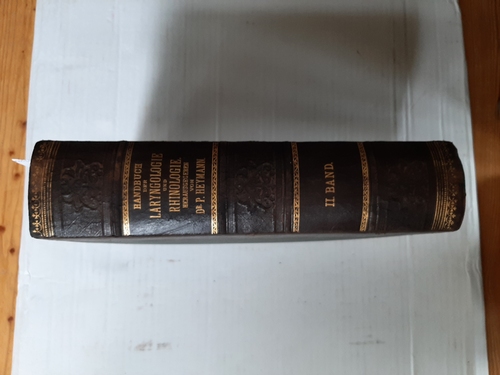 HANDBUCH
DER
LARYNGOLOGIE
UND
RHINOLOGIE.
HERAUSGEGEBEN
VON
DR. P. HEYMANN.
II. BAND.